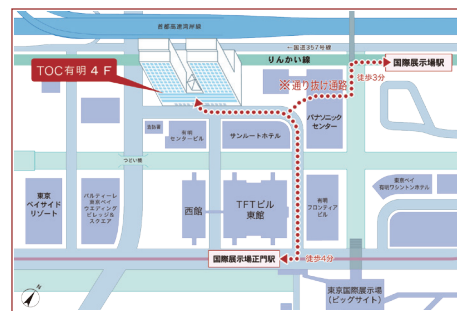 首都高速湾岸線
←国道357号線
りんかい線
国際展示場駅
TOC有明 4F
徒歩3分
※通り抜け通路
パナソニック
センター
有明
センタービル
サンルートホテル
つどい橋
東京
ベイサイド
リゾート
パルティーレ
東京ベイ
ウエディング
ビレッジ&
スクエア
西館
TFTビル
東館
有明
フロンティア
ビル
東京ベイ
有明ワシントンホテル
国際展示場正門駅
徒歩4分
東京国際展示場
(ビッグサイト)
N